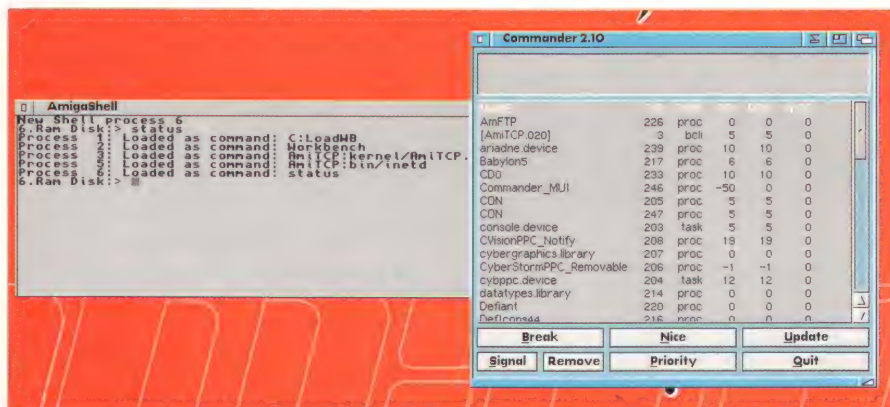 AmigaShell
New Shell process 6
6.Ram Disk:> status
Process 1: Loaded as command: C:LoadWB
Process 2: Loaded as command: Workbench
Process 3: Loaded as command: AmiTCP:kernel/AmiTCP.
Process 5: Loaded as command: AmiTCP:bin/inetd
Process 6: Loaded as command: status
6.Ram Disk:>
Commander 2.10
AmFTP 226 proc 0 0 0
[AmiTCP.020] 3 bcli 5 5 0
ariadne.device 239 proc 10 10 0
Babylon5 217 proc 6 6 0
CD0 233 proc 10 10 0
Commander_MUI 246 proc -50 0 0
CON 205 proc 5 5 0
CON 247 proc 5 5 0
console.device 203 task 5 5 0
CVisionPPC_Notify 208 proc 19 19 0
cybergraphics.library 207 proc 0 0 0
CyberStormPPC_Removable 206 proc -1 -1 0
cybppc.device 204 task 12 12 0
datatypes.library 214 proc 0 0 0
Defiant 220 proc 0 0 0
DefIcons44 216 proc 0 0 0
Break Nice Update
Signal Remove Priority Quit